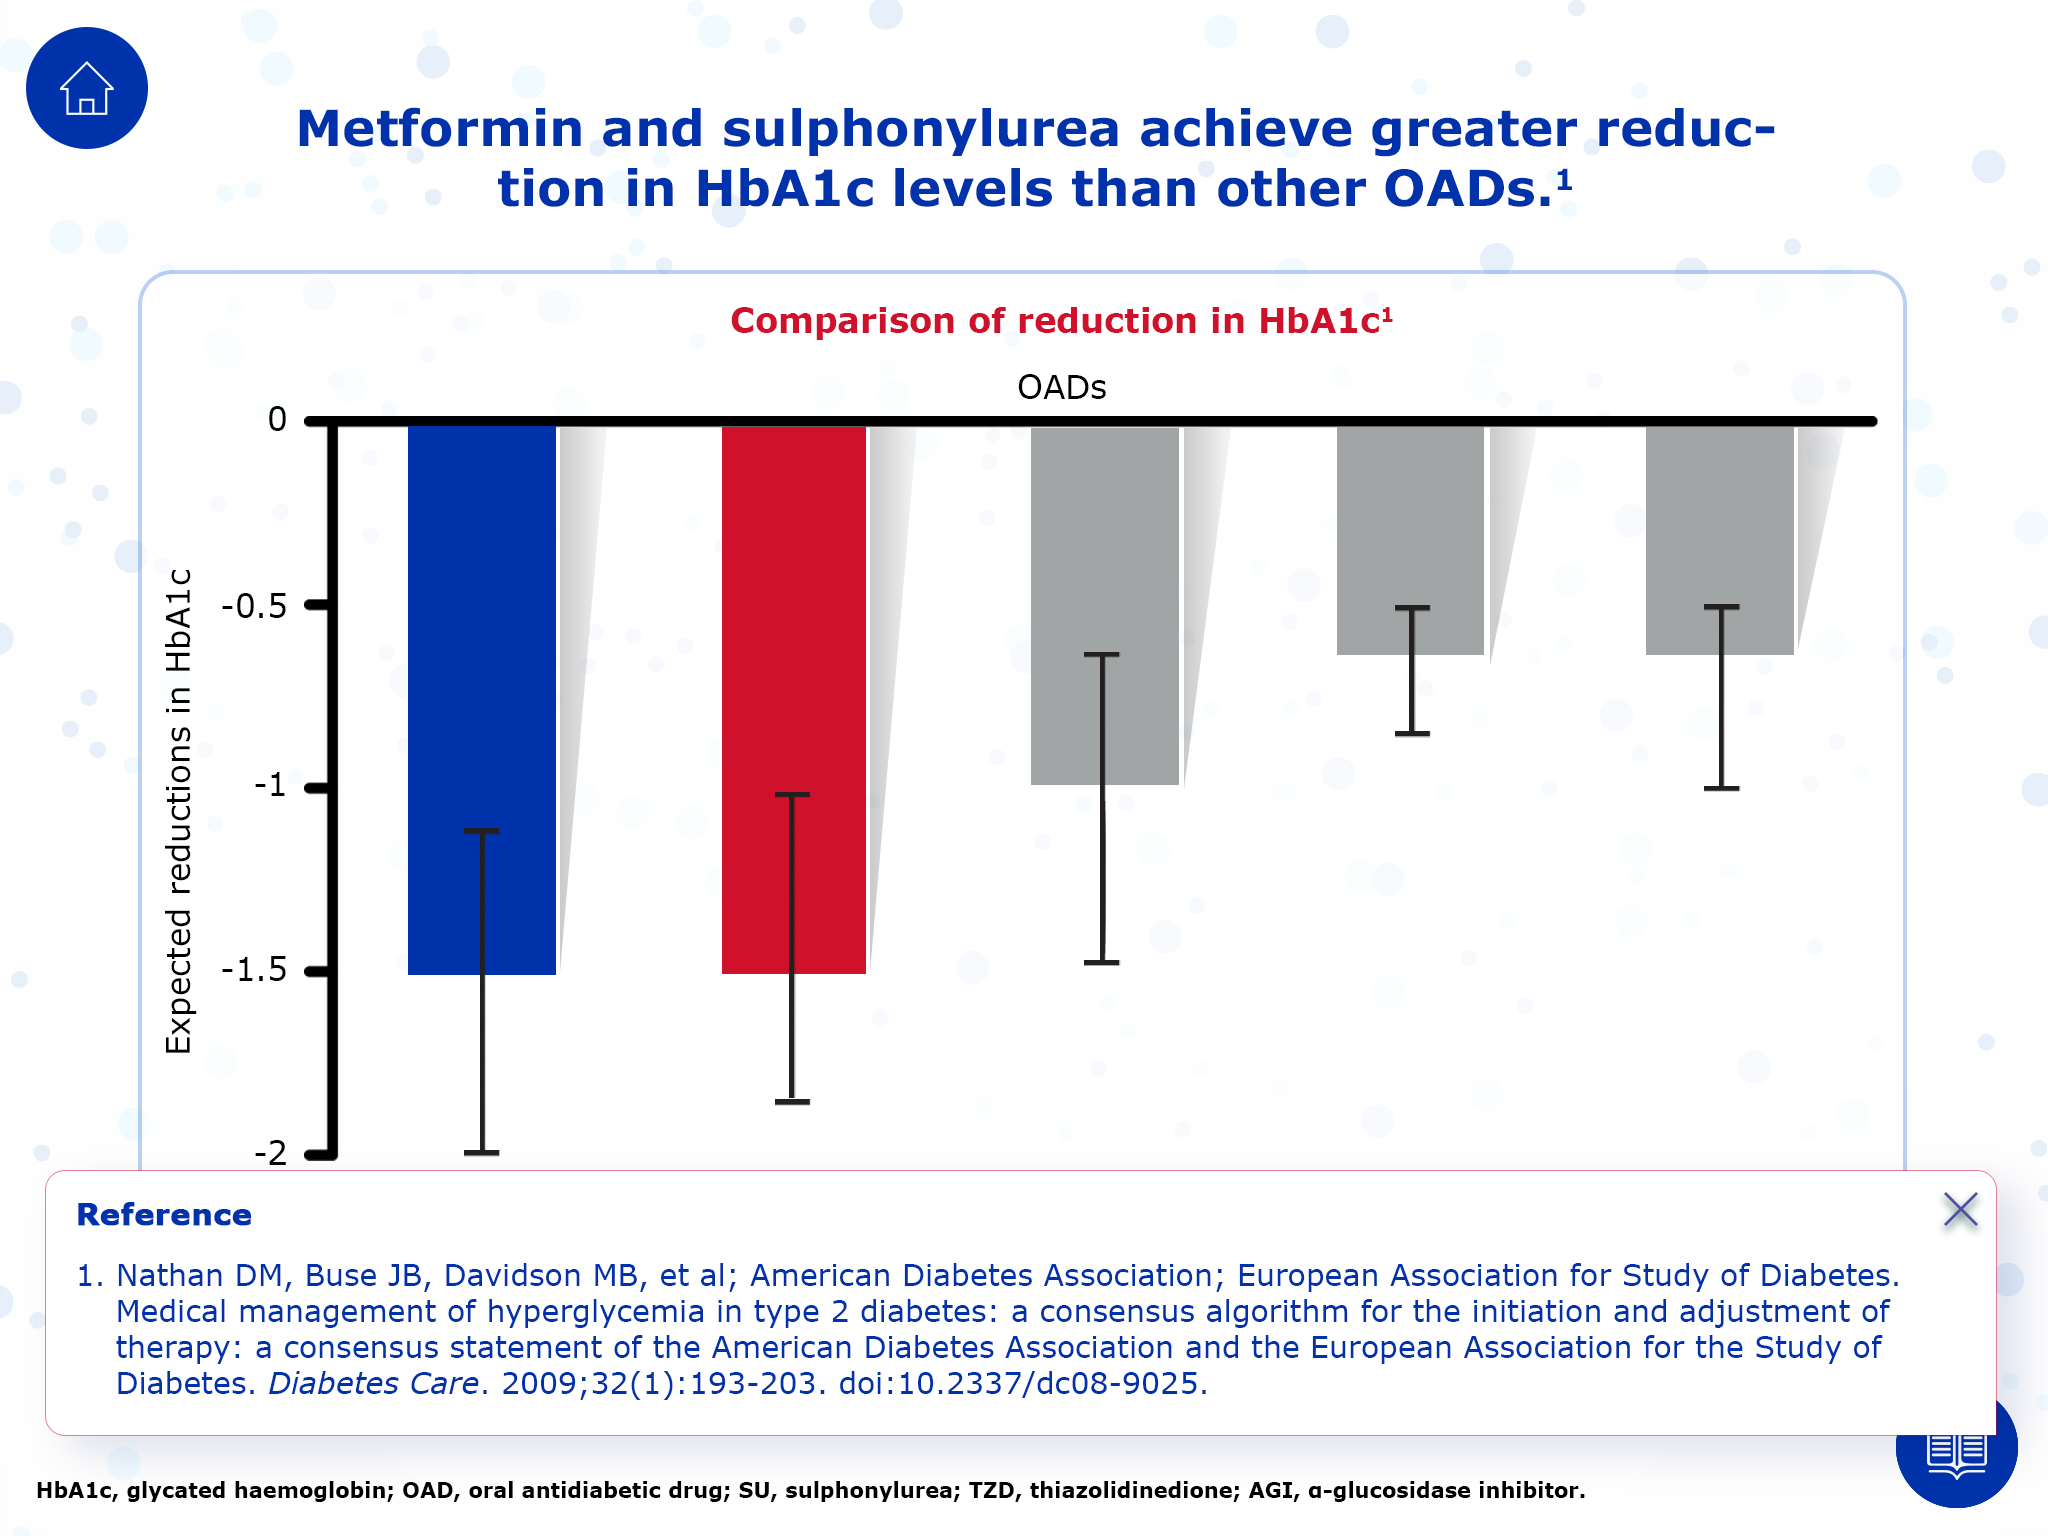 Metformin and sulphonylurea achieve greater reduc-
tion in HbA1c levels than other OADs.¹
Comparison of reduction in HbA1c¹
OADs
Expected reductions in HbA1c
0
-0.5
-1
-1.5
-2
Reference
1. Nathan DM, Buse JB, Davidson MB, et al; American Diabetes Association; European Association for Study of Diabetes.
Medical management of hyperglycemia in type 2 diabetes: a consensus algorithm for the initiation and adjustment of
therapy: a consensus statement of the American Diabetes Association and the European Association for the Study of
Diabetes. Diabetes Care. 2009;32(1):193-203. doi:10.2337/dc08-9025.
HbA1c, glycated haemoglobin; OAD, oral antidiabetic drug; SU, sulphonylurea; TZD, thiazolidinedione; AGI, α-glucosidase inhibitor.